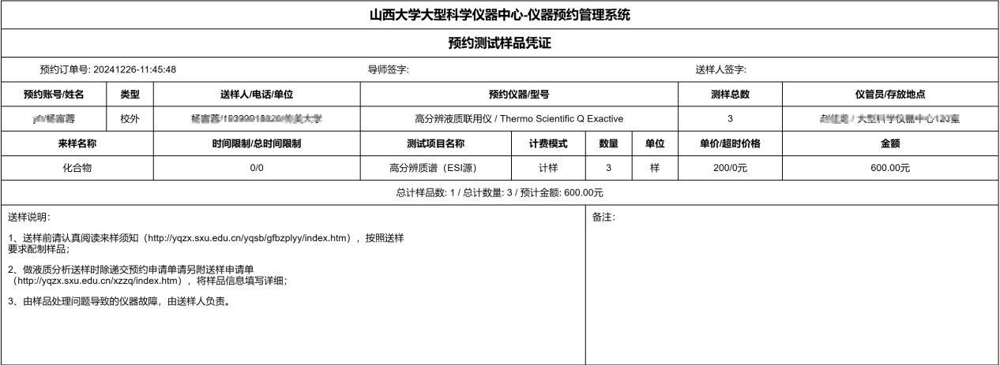 山西大学大型科学仪器中心-仪器预约管理系统
预约测试样品凭证
预约订单号: 20241226-11:45:48 导师签字: 送样人签字:
预约账号/姓名 类型 送样人/电话/单位 预约仪器/型号 测样总数 仪管员/存放地点
校外 高分辨液质联用仪 / Thermo Scientific Q Exactive 3
来样名称 时间限制/总时间限制 测试项目名称 计费模式 数量 单位 单价/超时价格 金额
化合物 0/0 高分辨质谱（ESI源） 计样 3 样 200/0元 600.00元
总计样品数: 1 / 总计数量: 3 / 预计金额: 600.00元
送样说明： 备注：
1、送样前请认真阅读来样须知（http://yqzx.sxu.edu.cn/yqsb/gfbzplyy/index.htm），按照送样
要求配制样品；
2、做液质分析送样时除递交预约申请单请另附送样申请单
（http://yqzx.sxu.edu.cn/xzzq/index.htm），将样品信息填写详细；
3、由样品处理问题导致的仪器故障，由送样人负责。